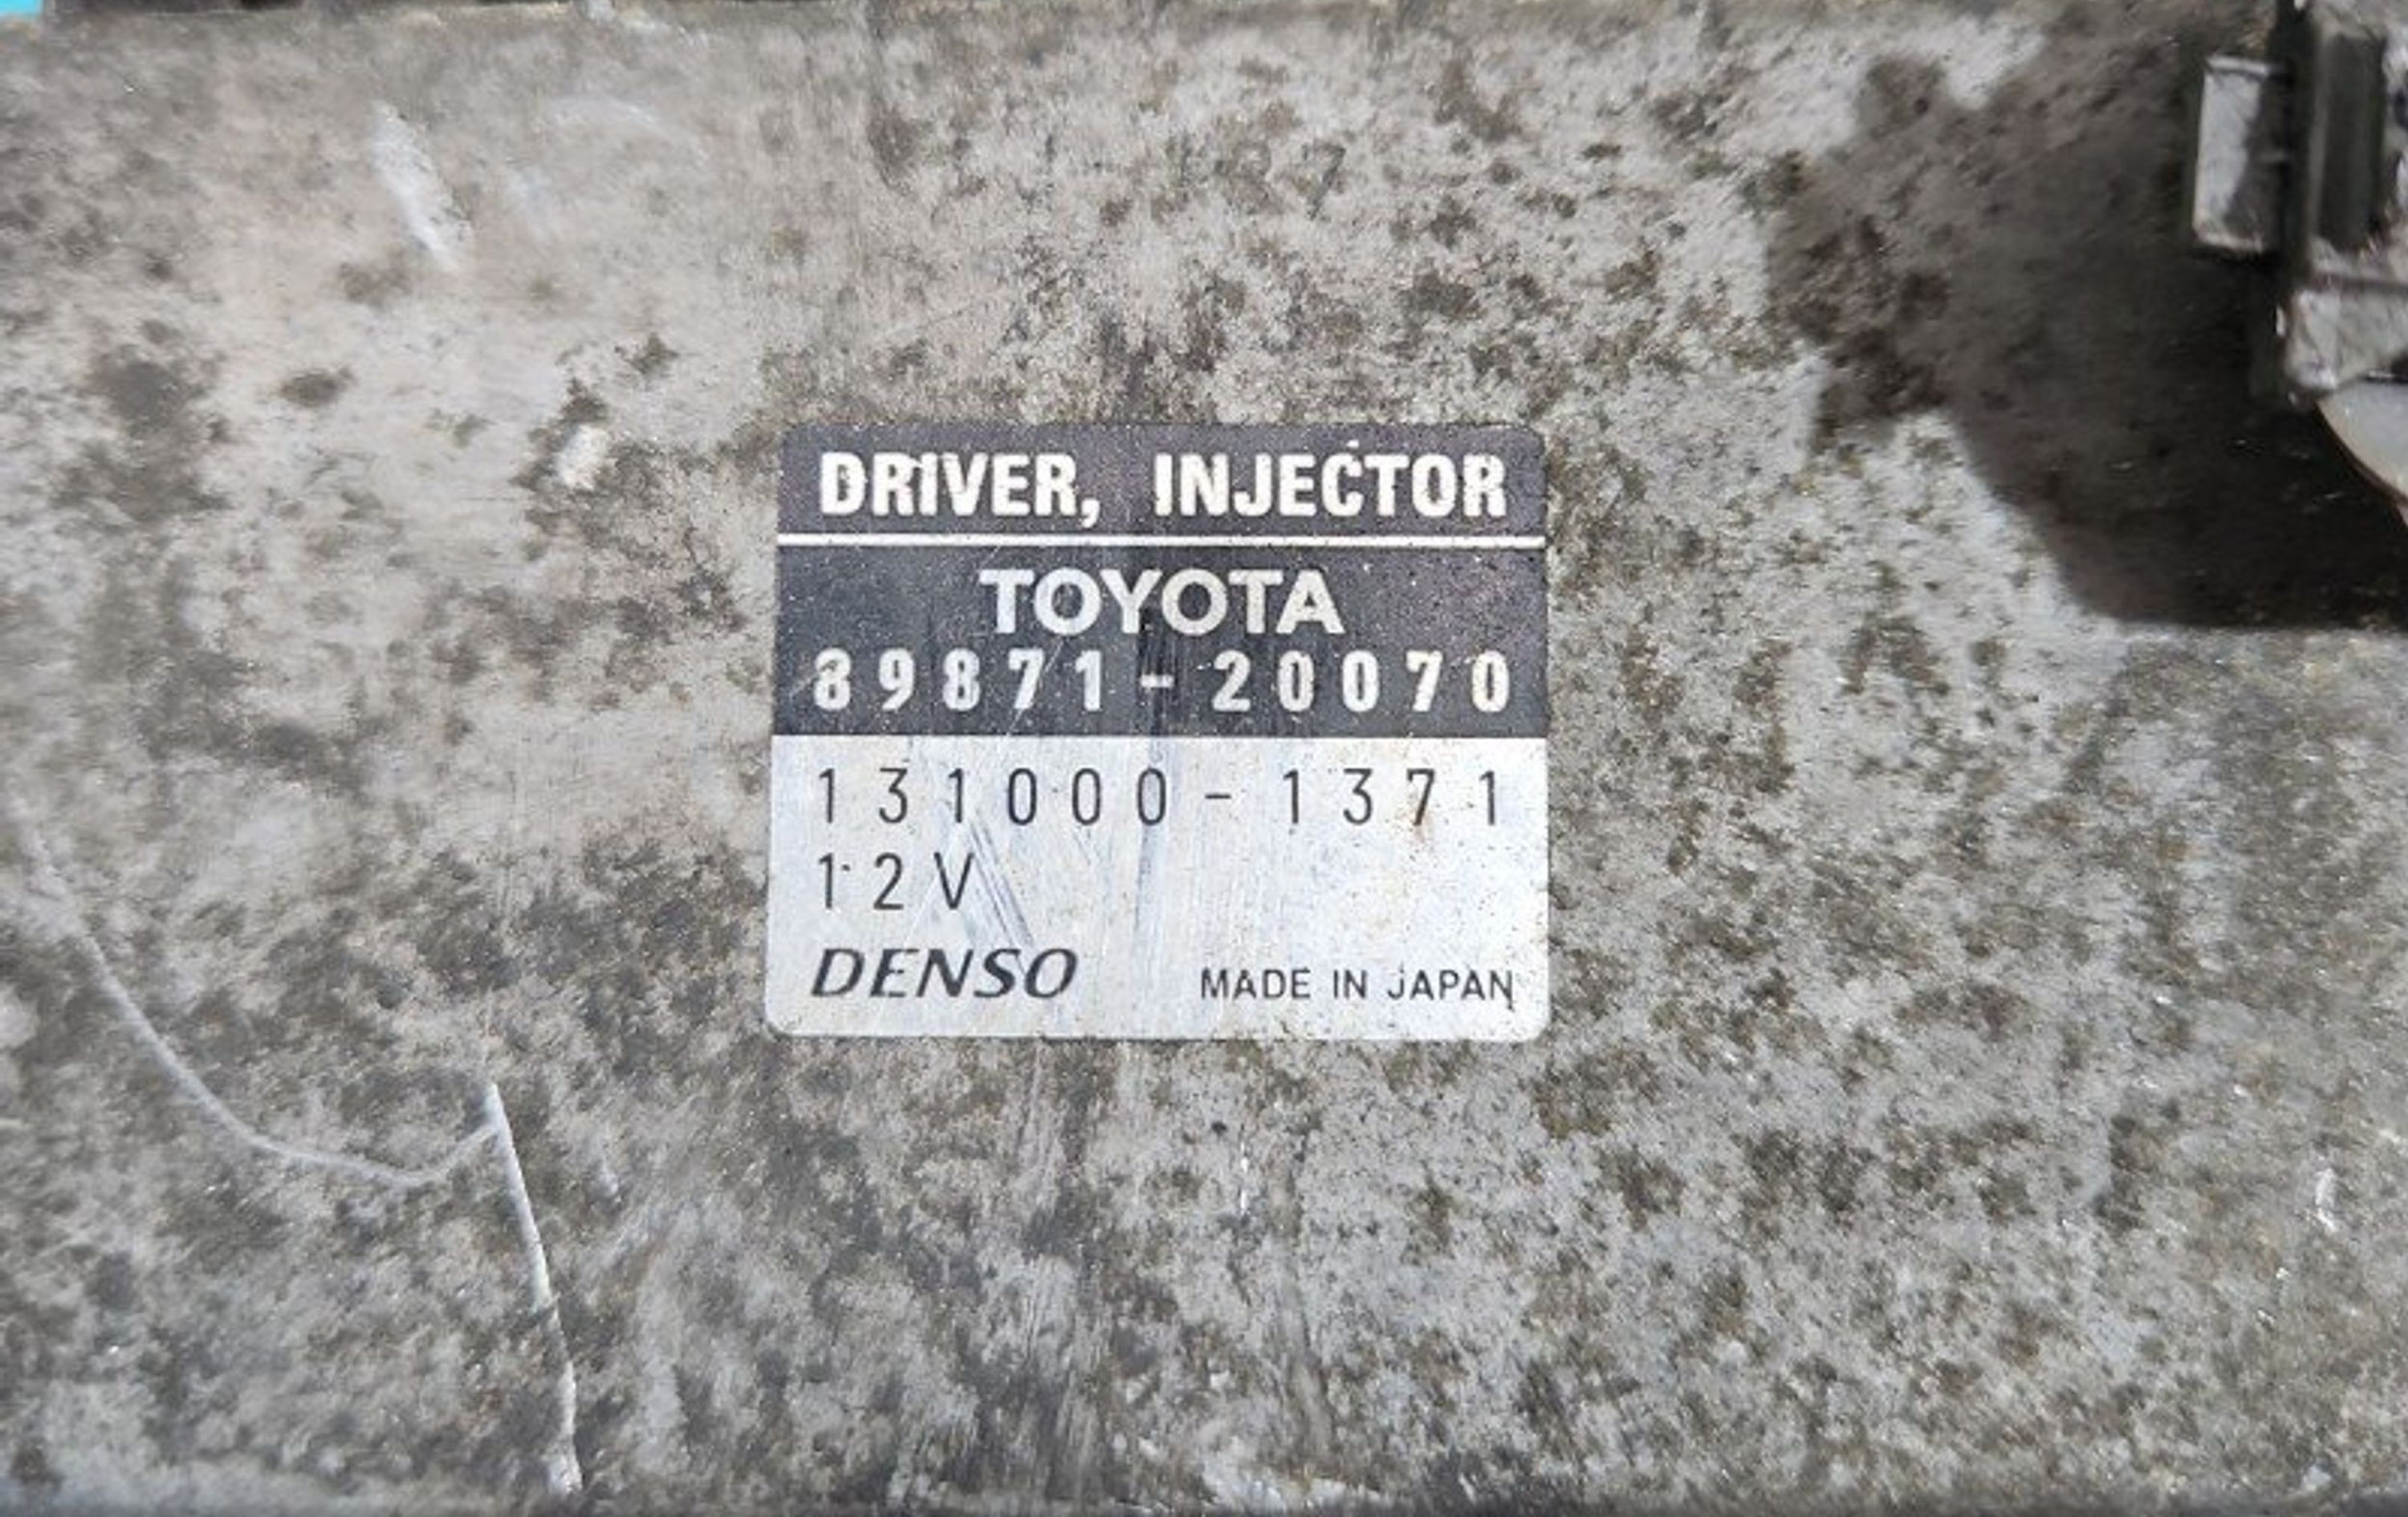 DRIVER, INJECTOR
TOYOTA
89871-20070
131000-1371
12V
DENSO MADE IN JAPAN